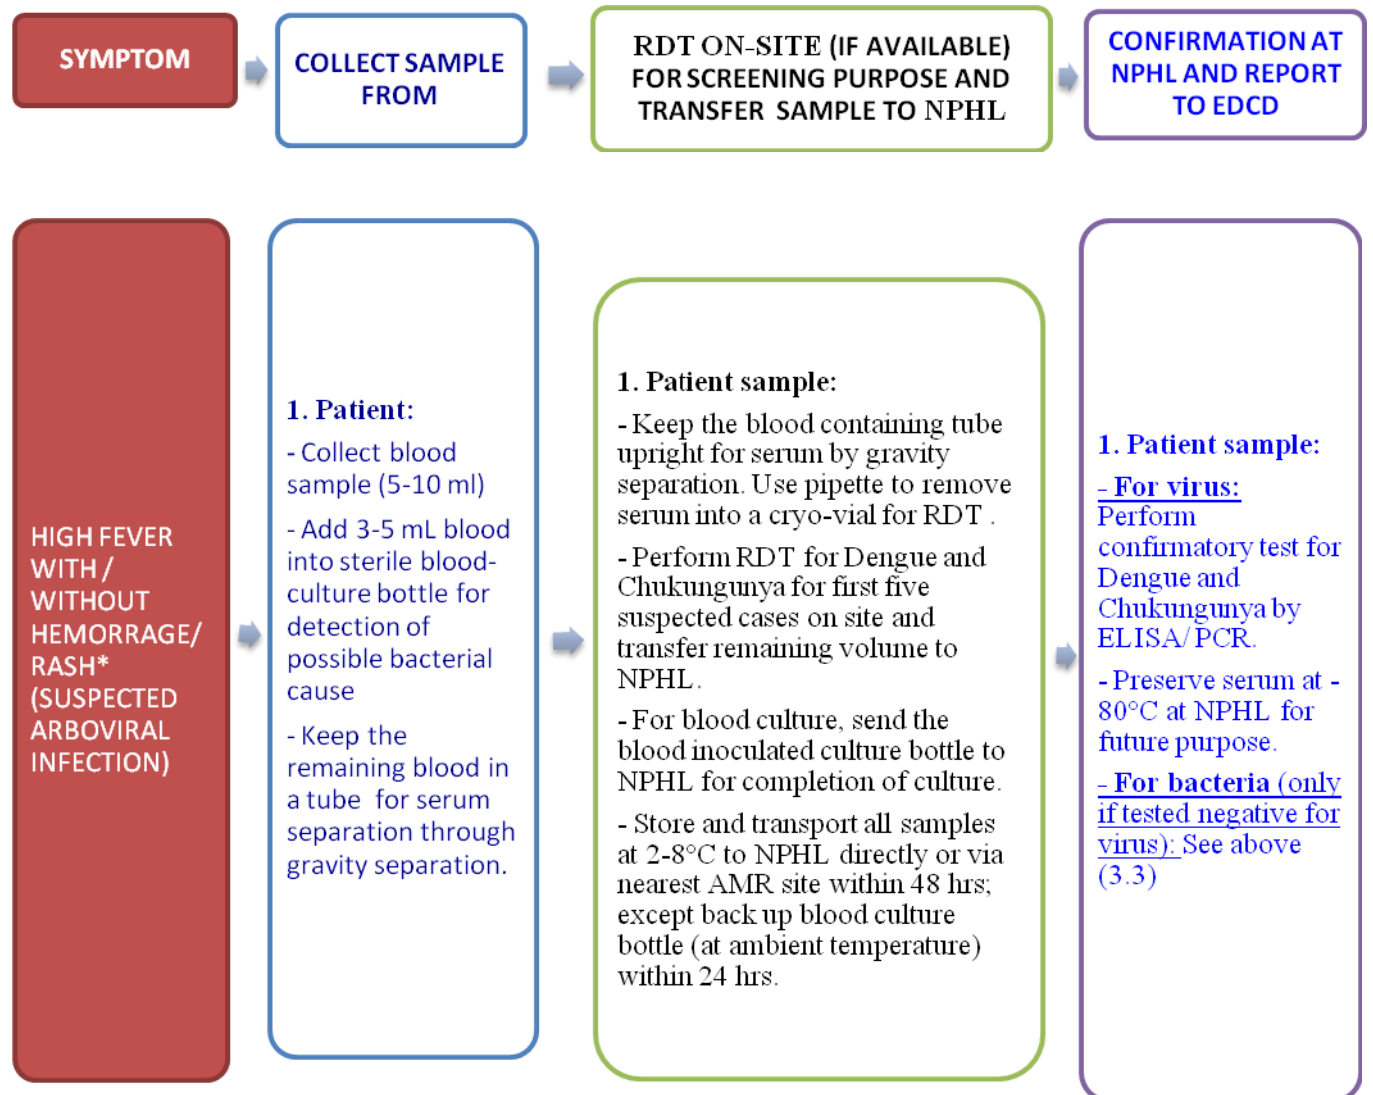 SYMPTOM
COLLECT SAMPLE
FROM
RDT ON-SITE (IF AVAILABLE)
FOR SCREENING PURPOSE AND
TRANSFER SAMPLE TO NPHL
CONFIRMATION AT
NPHL AND REPORT
TO EDCD
HIGH FEVER
WITH /
WITHOUT
HEMORRAGE/
RASH*
(SUSPECTED
ARBOVIRAL
INFECTION)
1. Patient:
- Collect blood
sample (5-10 ml)
- Add 3-5 mL blood
into sterile blood-
culture bottle for
detection of
possible bacterial
cause
- Keep the
remaining blood in
a tube for serum
separation through
gravity separation.
1. Patient sample:
- Keep the blood containing tube
upright for serum by gravity
separation. Use pipette to remove
serum into a cryo-vial for RDT .
- Perform RDT for Dengue and
Chukungunya for first five
suspected cases on site and
transfer remaining volume to
NPHL.
- For blood culture, send the
blood inoculated culture bottle to
NPHL for completion of culture.
- Store and transport all samples
at 2-8°C to NPHL directly or via
nearest AMR site within 48 hrs;
except back up blood culture
bottle (at ambient temperature)
within 24 hrs.
1. Patient sample:
- For virus:
Perform
confirmatory test for
Dengue and
Chukungunya by
ELISA/ PCR.
- Preserve serum at -
80°C at NPHL for
future purpose.
- For bacteria (only
if tested negative for
virus): See above
(3.3)